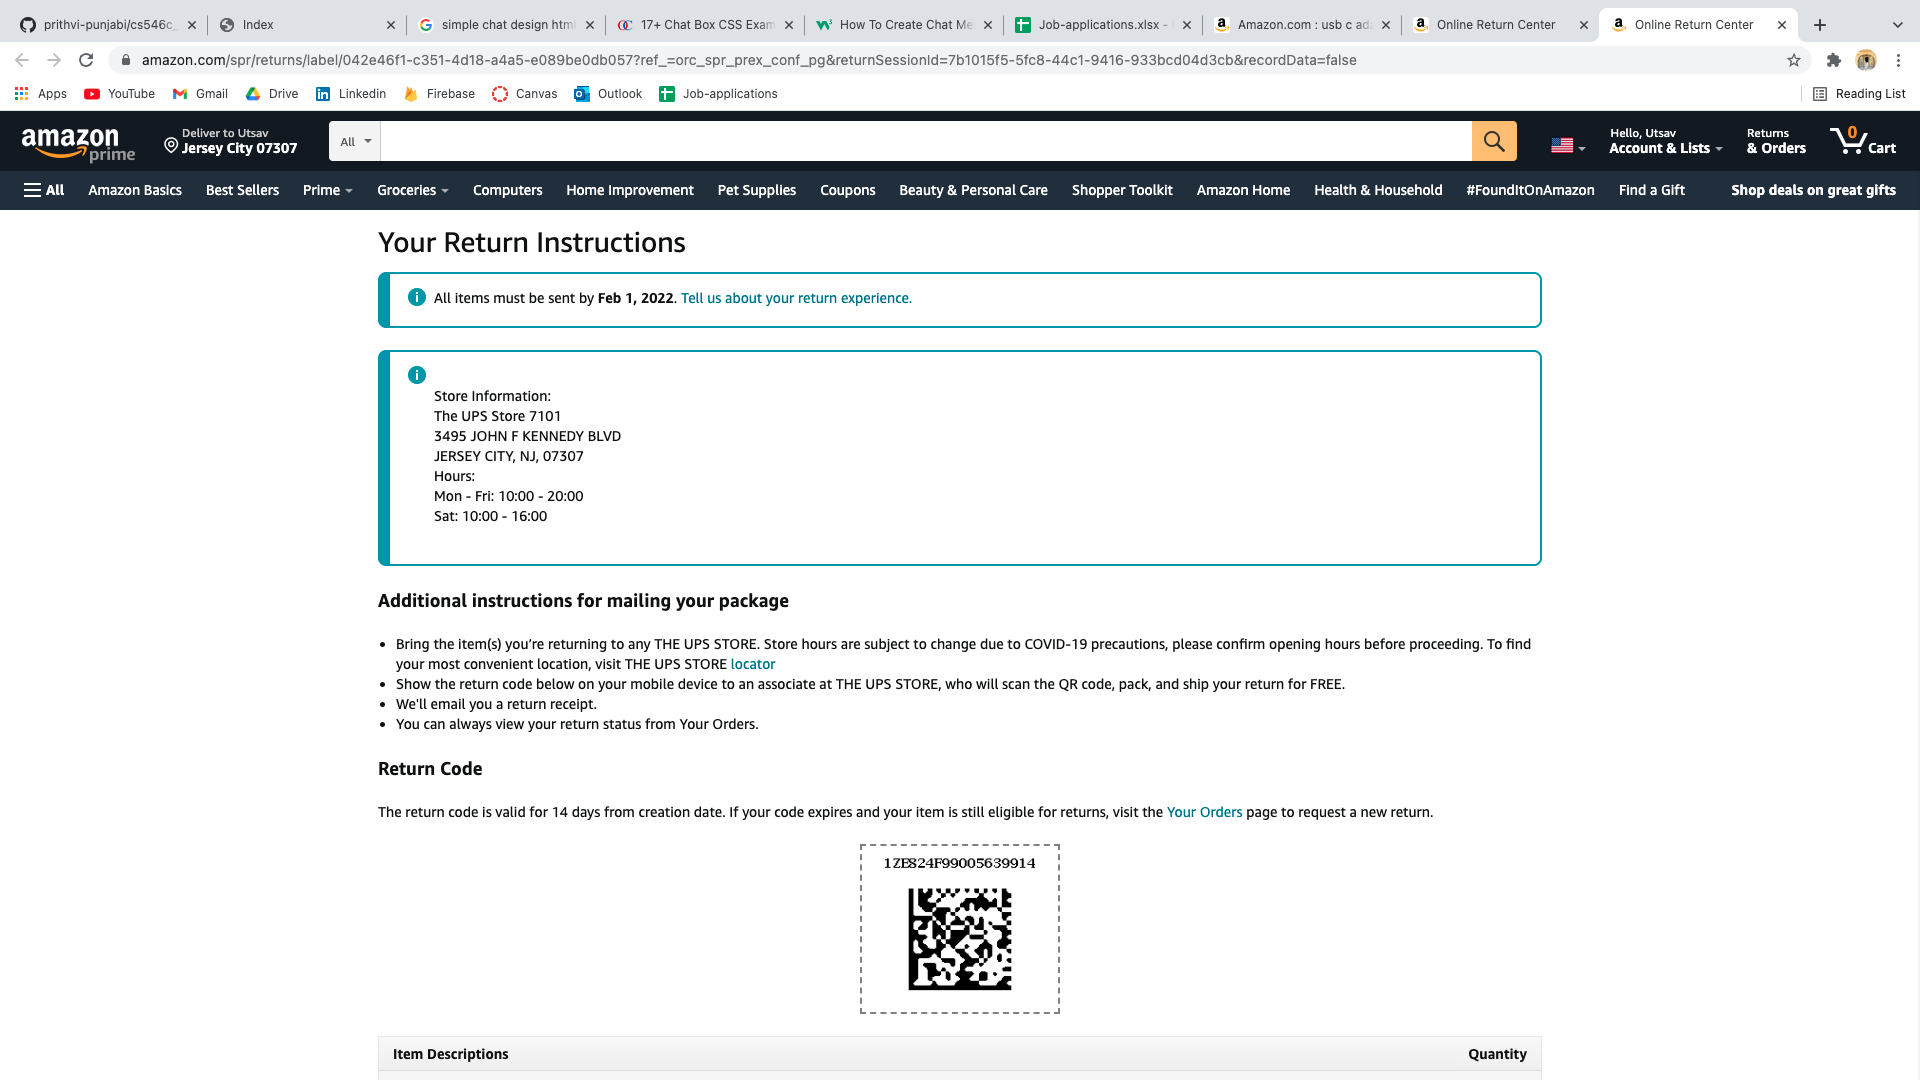 prithvi-punjabi/cs546c_
Index
simple chat design html
17+ Chat Box CSS Exam
How To Create Chat Me
Job-applications.xlsx -
Amazon.com : usb c ad
Online Return Center
Online Return Center
amazon.com/spr/returns/label/042e46f1-c351-4d18-a4a5-e089be0db057?ref_=orc_spr_prex_conf_pg&returnSessionId=7b1015f5-5fc8-44c1-9416-933bcd04d3cb&recordData=false
Apps YouTube Gmail Drive Linkedin Firebase Canvas Outlook Job-applications Reading List
amazon prime
Deliver to Utsav
Jersey City 07307
All
Hello, Utsav
Account & Lists
Returns
& Orders
0
Cart
All Amazon Basics Best Sellers Prime Groceries Computers Home Improvement Pet Supplies Coupons Beauty & Personal Care Shopper Toolkit Amazon Home Health & Household #FoundItOnAmazon Find a Gift Shop deals on great gifts
Your Return Instructions
All items must be sent by Feb 1, 2022. Tell us about your return experience.
Store Information:
The UPS Store 7101
3495 JOHN F KENNEDY BLVD
JERSEY CITY, NJ, 07307
Hours:
Mon - Fri: 10:00 - 20:00
Sat: 10:00 - 16:00
Additional instructions for mailing your package
Bring the item(s) you’re returning to any THE UPS STORE. Store hours are subject to change due to COVID-19 precautions, please confirm opening hours before proceeding. To find
your most convenient location, visit THE UPS STORE locator
Show the return code below on your mobile device to an associate at THE UPS STORE, who will scan the QR code, pack, and ship your return for FREE.
We'll email you a return receipt.
You can always view your return status from Your Orders.
Return Code
The return code is valid for 14 days from creation date. If your code expires and your item is still eligible for returns, visit the Your Orders page to request a new return.
Item Descriptions Quantity